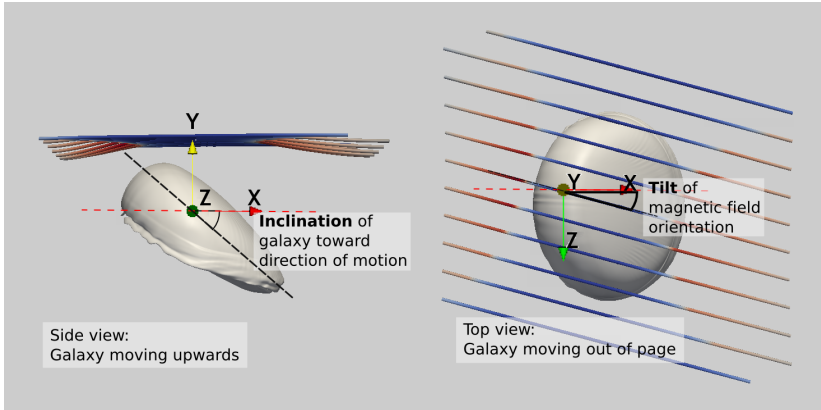 Y
Z
X
Inclination of
galaxy toward
direction of motion
Side view:
Galaxy moving upwards
Y
X
Z
Tilt of
magnetic field
orientation
Top view:
Galaxy moving out of page